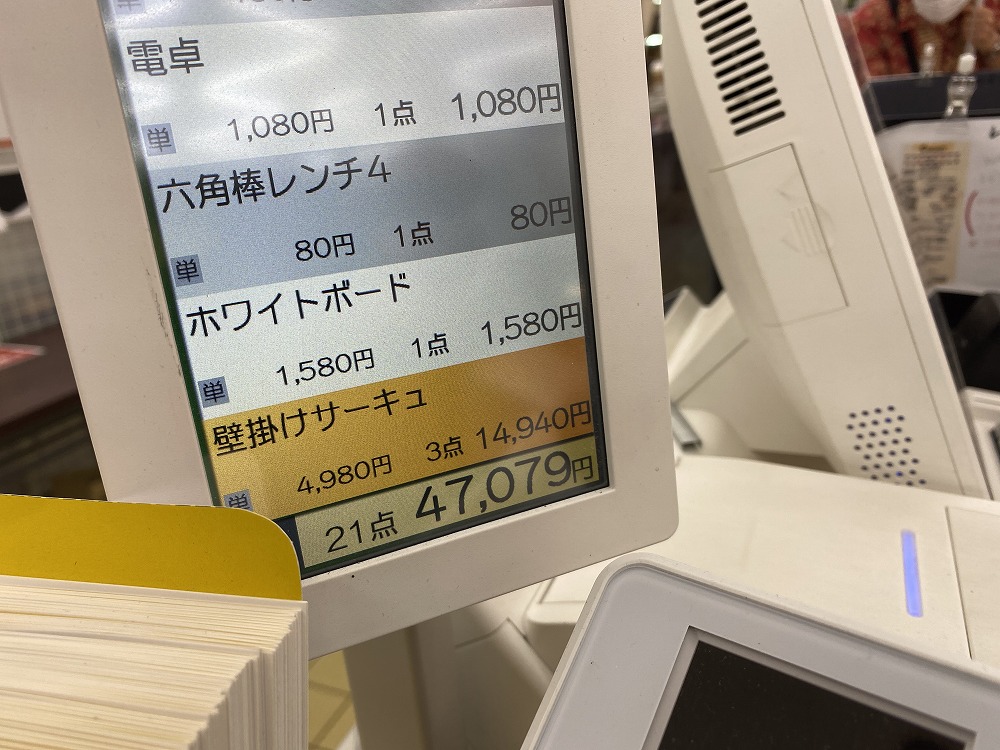 電卓
単 1,080円 1点 1,080円
六角棒レンチ4
単 80円 1点 80円
ホワイトボード
単 1,580円 1点 1,580円
壁掛けサーキュ
単 4,980円 3点 14,940円
21点 47,079円